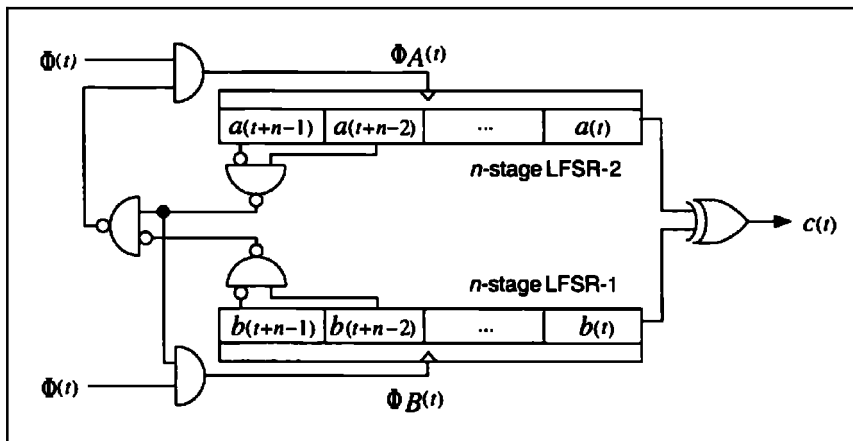 Φ(t)
ΦA(t)
a(t+n−1) a(t+n−2) ... a(t)
n-stage LFSR-2
c(t)
n-stage LFSR-1
b(t+n−1) b(t+n−2) ... b(t)
Φ(t)
ΦB(t)